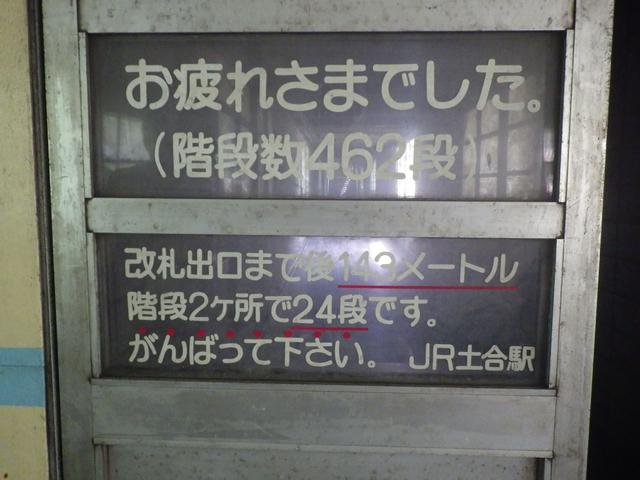 お疲れさまでした。
（階段数462段）
改札出口まで後143メートル
階段2ケ所で24段です。
がんばって下さい。 JR土合駅